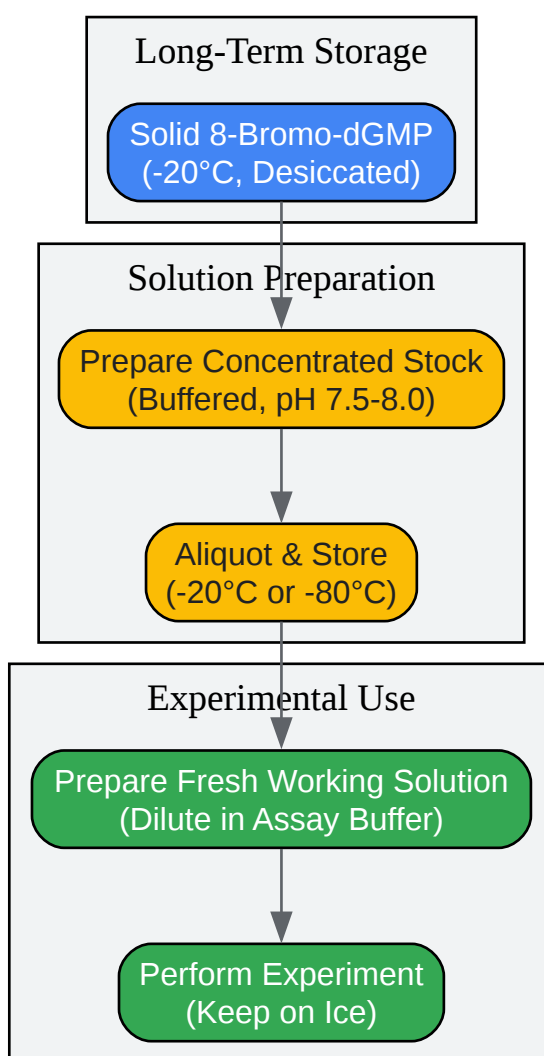 Long-Term Storage
Solid 8-Bromo-dGMP
(-20°C, Desiccated)
Solution Preparation
Prepare Concentrated Stock
(Buffered, pH 7.5-8.0)
Aliquot & Store
(-20°C or -80°C)
Experimental Use
Prepare Fresh Working Solution
(Dilute in Assay Buffer)
Perform Experiment
(Keep on Ice)